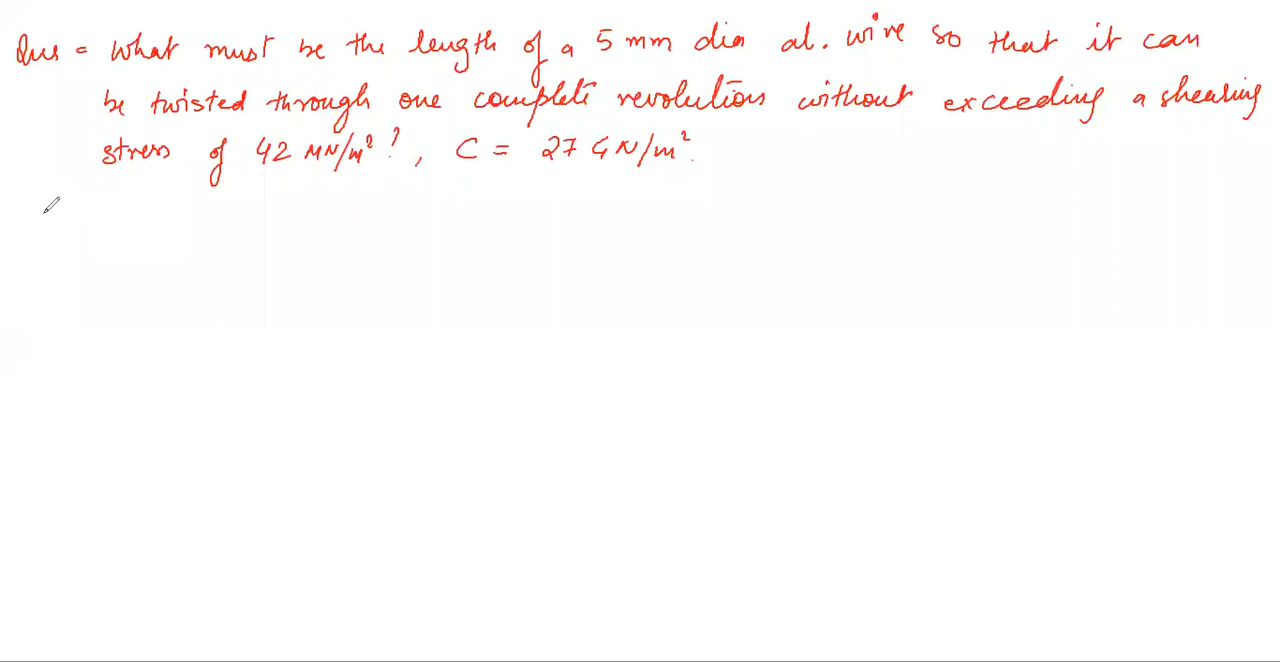 Ques = What must be the length of a 5 mm dia al. wire so that it can
be twisted through one complete revolution without exceeding a shearing
stress of 42 MN/m² ? , C = 27 GN/m².